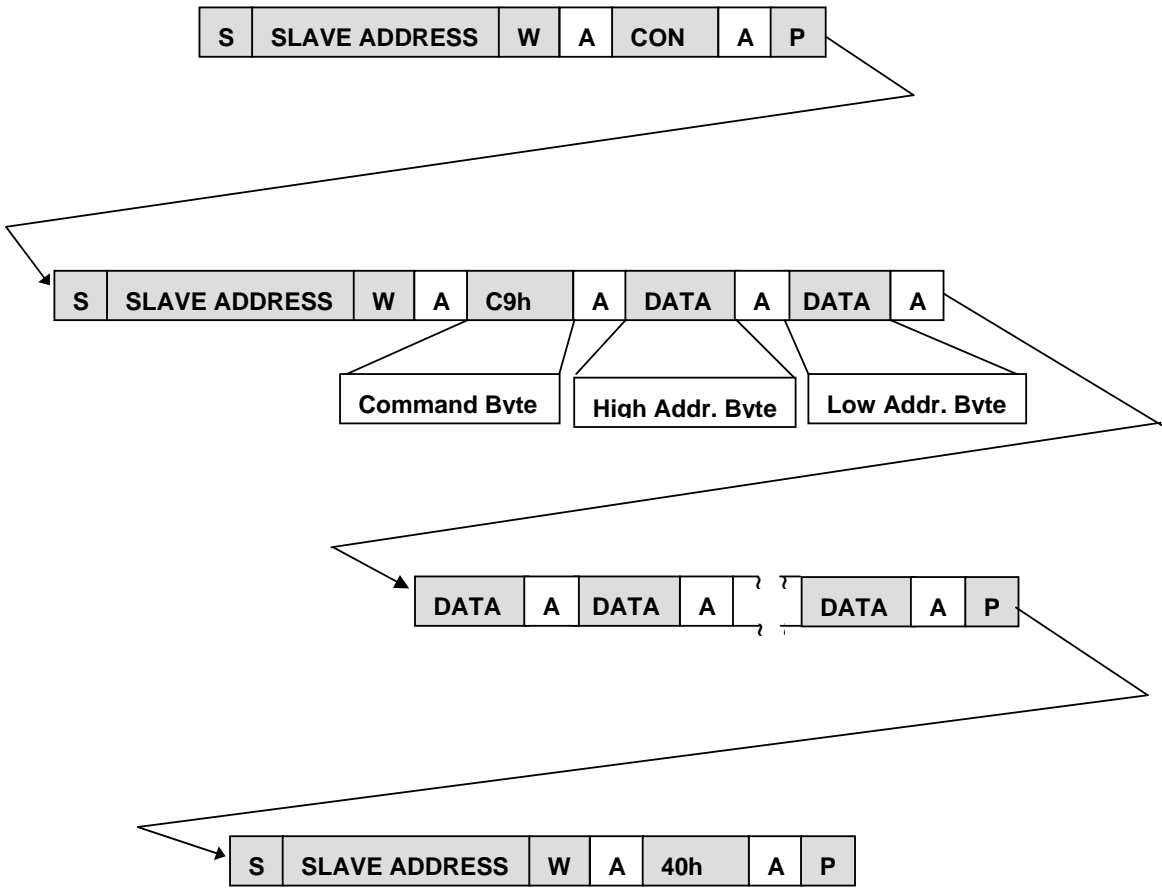 S SLAVE ADDRESS W A CON A P
S SLAVE ADDRESS W A C9h A DATA A DATA A
Command Byte High Addr. Byte Low Addr. Byte
DATA A DATA A DATA A P
S SLAVE ADDRESS W A 40h A P